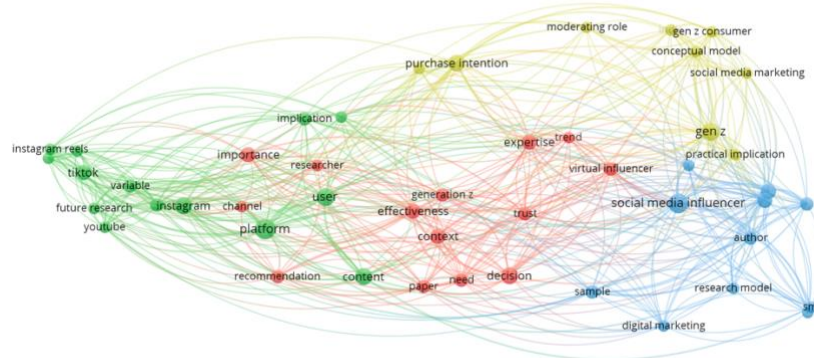 moderating role
gen z consumer
conceptual model
purchase intention
social media marketing
implication
gen z
expertise
trend
instagram reels
importance
practical implication
researcher
tiktok
virtual influencer
variable
generation z
user
future research
instagram
channel
effectiveness
trust
social media influencer
youtube
platform
context
author
recommendation
content
need
decision
paper
sample
research model
digital marketing